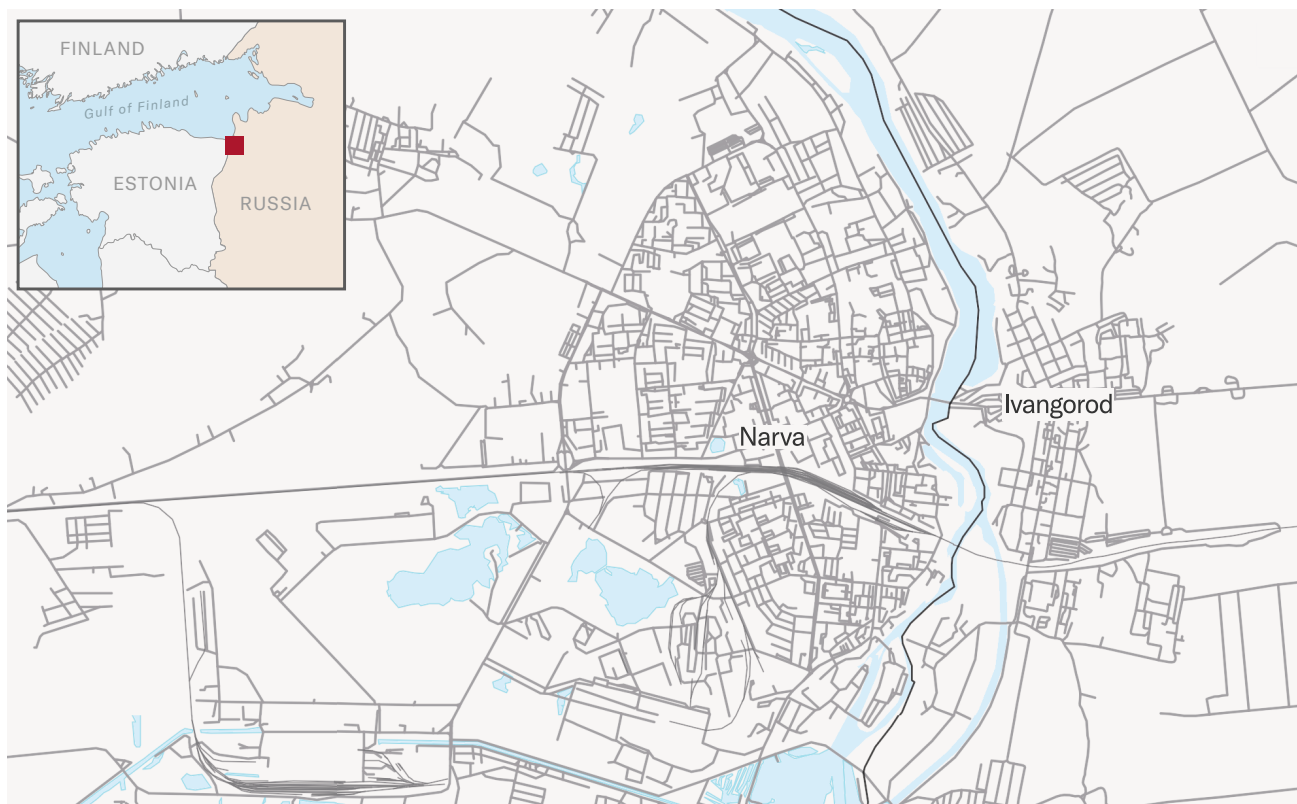 FINLAND
Gulf of Finland
ESTONIA
RUSSIA
Ivangorod
Narva